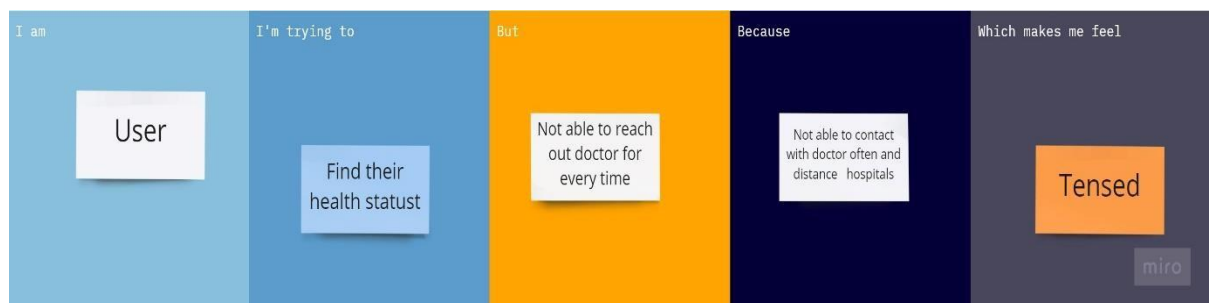 I am
User
I'm trying to
Find their
health statust
But
Not able to reach
out doctor for
every time
Because
Not able to contact
with doctor often and
distance hospitals
Which makes me feel
Tensed
miro